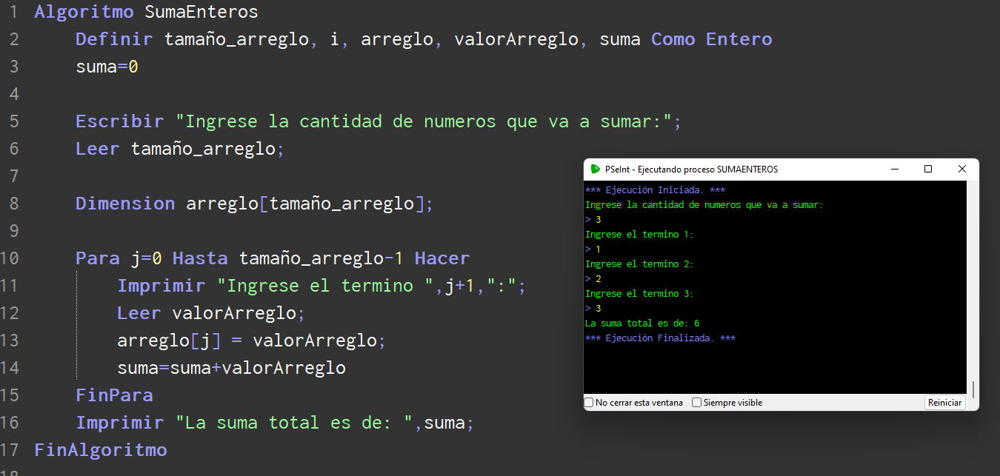 1 Algoritmo SumaEnteros
2 Definir tamaño_arreglo, i, arreglo, valorArreglo, suma Como Entero
3 suma=0
4
5 Escribir "Ingrese la cantidad de numeros que va a sumar:";
6 Leer tamaño_arreglo;
7
8 Dimension arreglo[tamaño_arreglo];
9
10 Para j=0 Hasta tamaño_arreglo-1 Hacer
11 Imprimir "Ingrese el termino ",j+1,":";
12 Leer valorArreglo;
13 arreglo[j] = valorArreglo;
14 suma=suma+valorArreglo
15 FinPara
16 Imprimir "La suma total es de: ",suma;
17 FinAlgoritmo
18
PSeInt - Ejecutando proceso SUMAENTEROS
*** Ejecución Iniciada. ***
Ingrese la cantidad de numeros que va a sumar:
> 3
Ingrese el termino 1:
> 1
Ingrese el termino 2:
> 2
Ingrese el termino 3:
> 3
La suma total es de: 6
*** Ejecución Finalizada. ***
No cerrar esta ventana Siempre visible Reiniciar